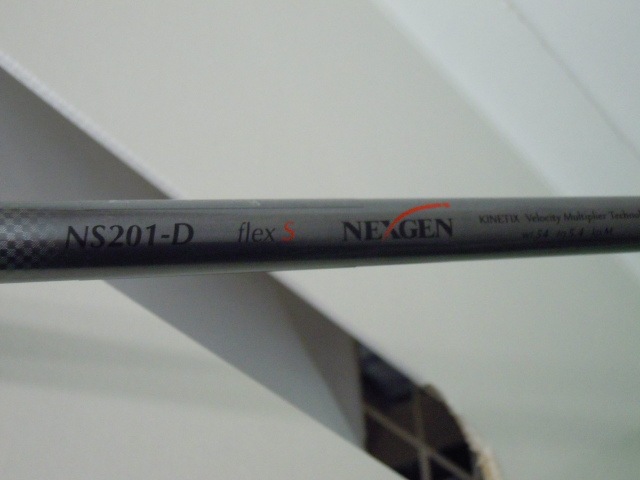 NS201-D flex S NEXGEN KINETIX Velocity Multiplier